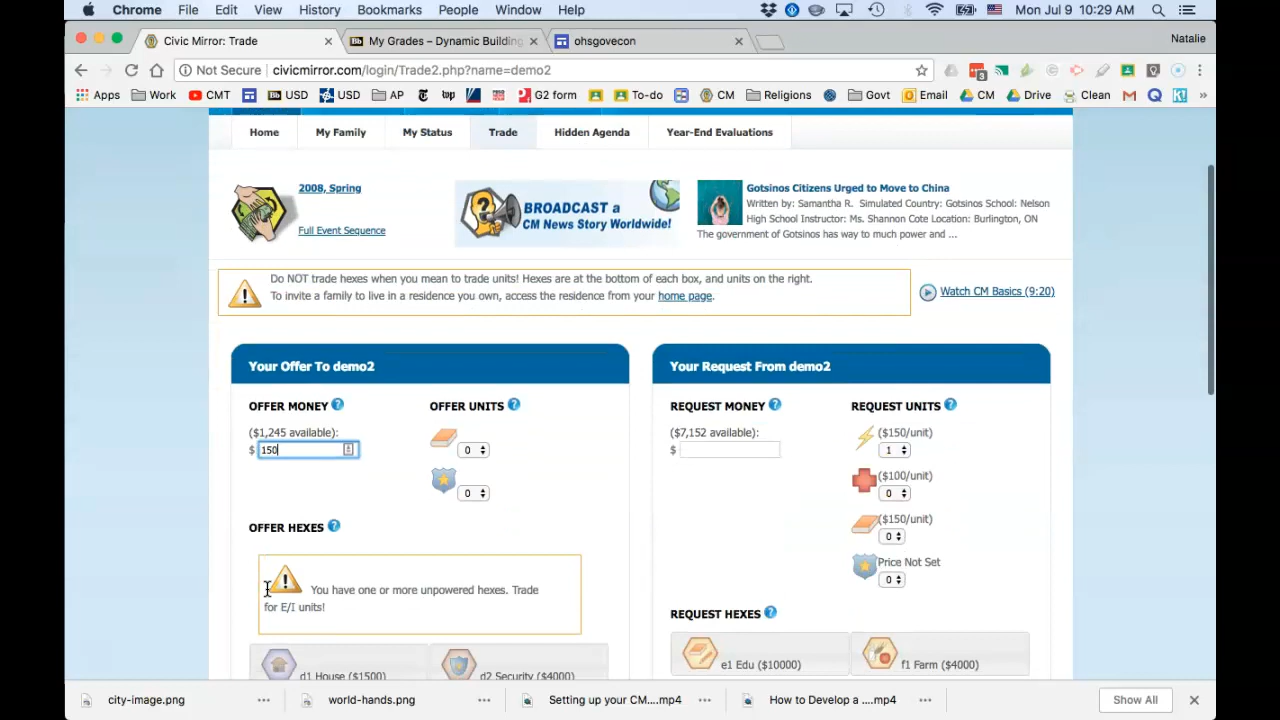 Chrome File Edit View History Bookmarks People Window Help Mon Jul 9 10:29 AM
Civic Mirror: Trade My Grades – Dynamic Building ohsgovecon Natalie
Not Secure civicmirror.com/login/Trade2.php?name=demo2 3
Apps Work CMT USD USD AP wp G2 form To-do CM Religions Govt Email CM Drive Clean »
Home My Family My Status Trade Hidden Agenda Year-End Evaluations
2008, Spring
Full Event Sequence
BROADCAST a
CM News Story Worldwide!
Gotsinos Citizens Urged to Move to China
Written by: Samantha R. Simulated Country: Gotsinos School: Nelson
High School Instructor: Ms. Shannon Cote Location: Burlington, ON
The government of Gotsinos has way to much power and ...
Do NOT trade hexes when you mean to trade units! Hexes are at the bottom of each box, and units on the right.
To invite a family to live in a residence you own, access the residence from your home page.
Watch CM Basics (9:20)
Your Offer To demo2
OFFER MONEY OFFER UNITS
($1,245 available):
$ 150 0
0
OFFER HEXES
You have one or more unpowered hexes. Trade
for E/I units!
d1 House ($1500) d2 Security ($4000)
Your Request From demo2
REQUEST MONEY REQUEST UNITS
($7,152 available): ($150/unit)
$ 1
($100/unit)
0
($150/unit)
0
Price Not Set
0
REQUEST HEXES
e1 Edu ($10000) f1 Farm ($4000)
city-image.png world-hands.png Setting up your CM....mp4 How to Develop a ....mp4 Show All